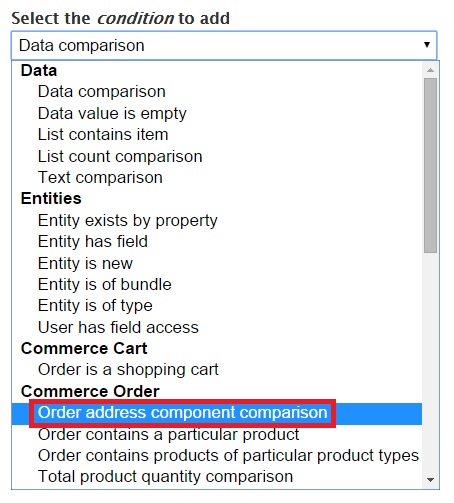 Select the condition to add
Data comparison
Data
Data comparison
Data value is empty
List contains item
List count comparison
Text comparison
Entities
Entity exists by property
Entity has field
Entity is new
Entity is of bundle
Entity is of type
User has field access
Commerce Cart
Order is a shopping cart
Commerce Order
Order address component comparison
Order contains a particular product
Order contains products of particular product types
Total product quantity comparison